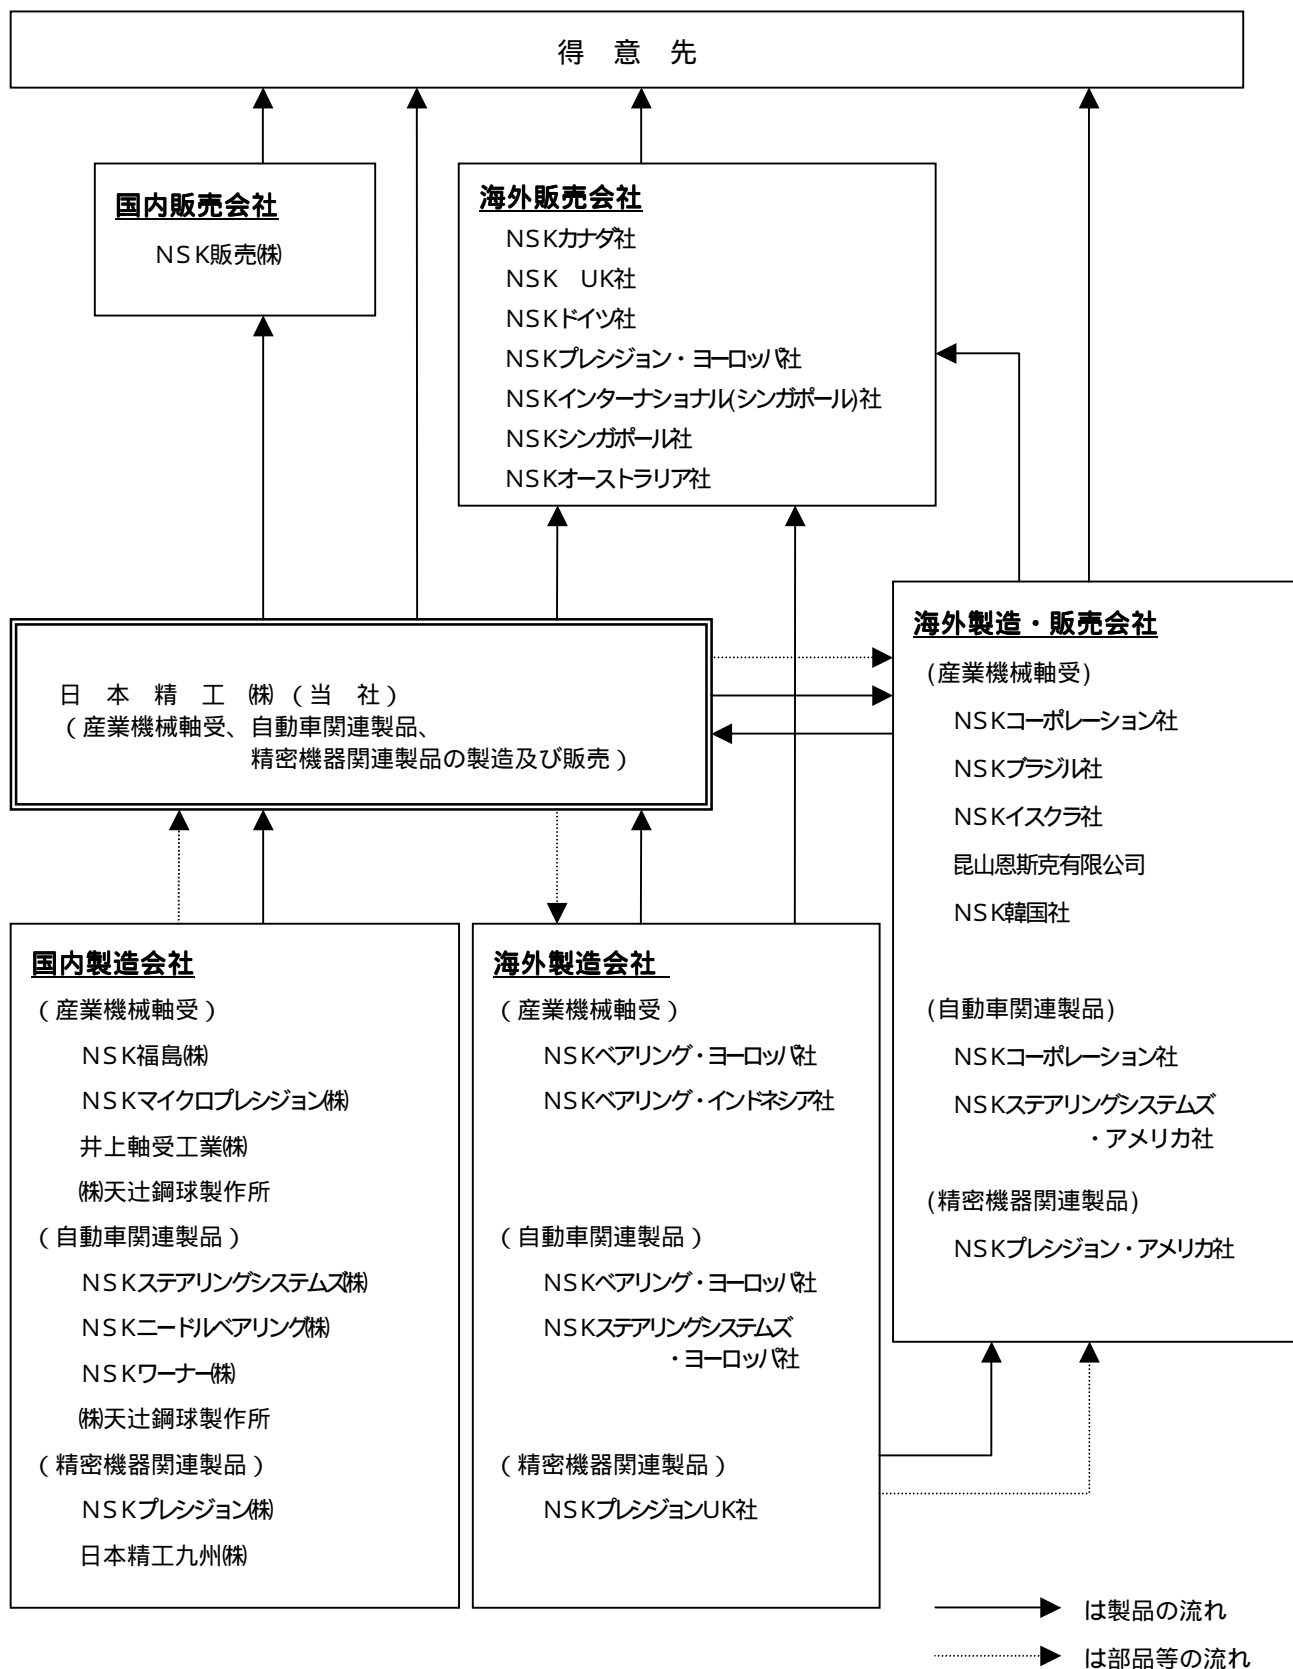 得　意　先
国内販売会社
NSK販売㈱
海外販売会社
NSKカナダ社
NSK　UK社
NSKドイツ社
NSKプレシジョン・ヨーロッパ社
NSKインターナショナル(シンガポール)社
NSKシンガポール社
NSKオーストラリア社
日　本　精　工　㈱（当　社）
（産業機械軸受、自動車関連製品、
精密機器関連製品の製造及び販売）
海外製造・販売会社
(産業機械軸受)
NSKコーポレーション社
NSKブラジル社
NSKイスクラ社
昆山恩斯克有限公司
NSK韓国社
(自動車関連製品)
NSKコーポレーション社
NSKステアリングシステムズ
・アメリカ社
(精密機器関連製品)
NSKプレシジョン・アメリカ社
国内製造会社
（産業機械軸受）
NSK福島㈱
NSKマイクロプレシジョン㈱
井上軸受工業㈱
㈱天辻鋼球製作所
（自動車関連製品）
NSKステアリングシステムズ㈱
NSKニードルベアリング㈱
NSKワーナー㈱
㈱天辻鋼球製作所
（精密機器関連製品）
NSKプレシジョン㈱
日本精工九州㈱
海外製造会社
（産業機械軸受）
NSKベアリング・ヨーロッパ社
NSKベアリング・インドネシア社
（自動車関連製品）
NSKベアリング・ヨーロッパ社
NSKステアリングシステムズ
・ヨーロッパ社
（精密機器関連製品）
NSKプレシジョンUK社
は製品の流れ
は部品等の流れ